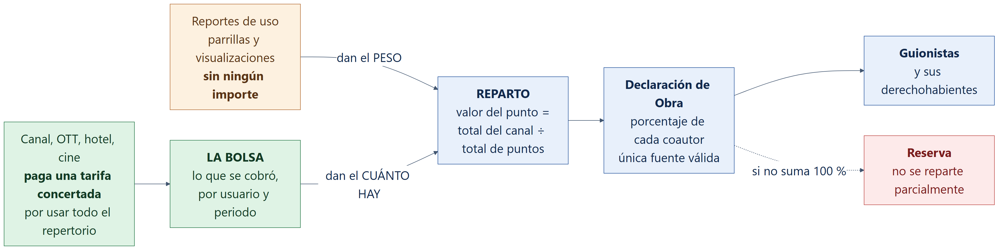 Reportes de uso
parrillas y
visualizaciones
sin ningún
importe
dan el PESO
Canal, OTT, hotel,
cine
paga una tarifa
concertada
por usar todo el
repertorio
LA BOLSA
lo que se cobró,
por usuario y
periodo
dan el CUÁNTO
HAY
REPARTO
valor del punto =
total del canal ÷
total de puntos
Declaración de
Obra
porcentaje de
cada coautor
única fuente válida
Guionistas
y sus
derechohabientes
si no suma 100 %
Reserva
no se reparte
parcialmente